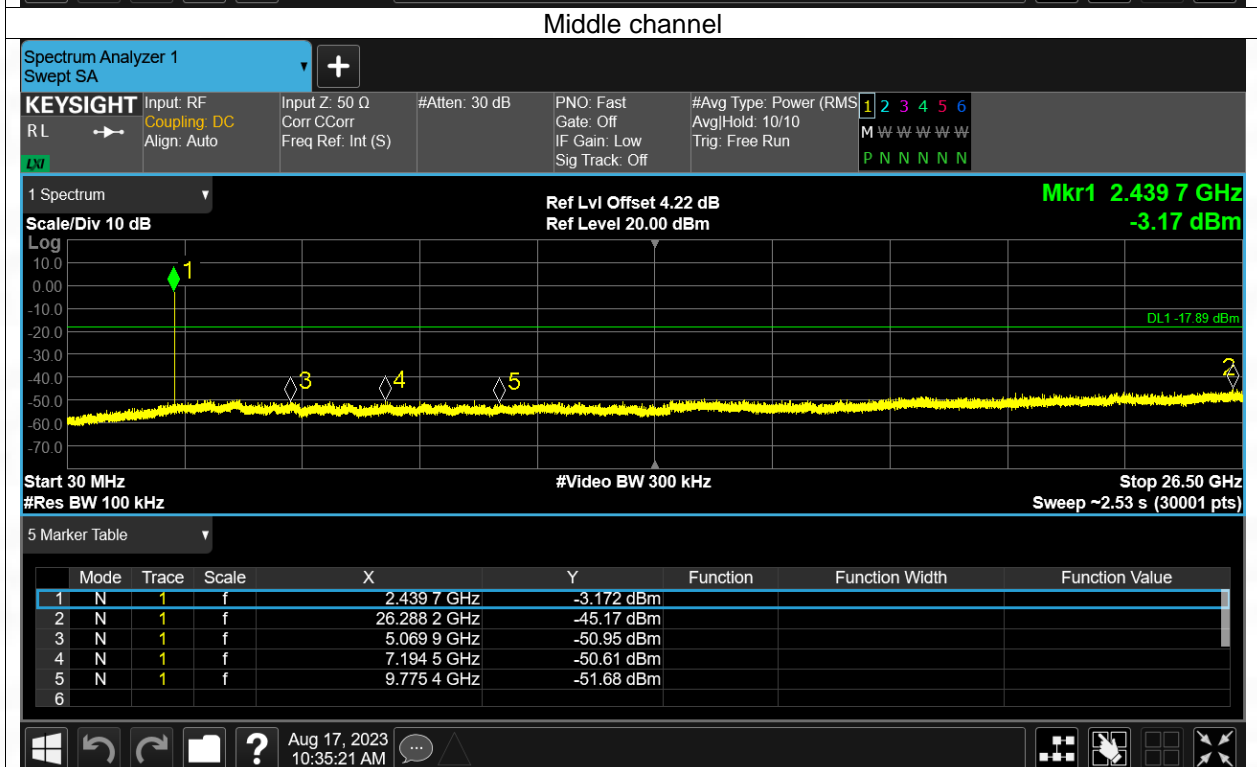 Middle channel
Spectrum Analyzer 1
Swept SA
+
KEYSIGHT Input: RF Input Z: 50 Ω #Atten: 30 dB PNO: Fast #Avg Type: Power (RMS 1 2 3 4 5 6
RL Coupling: DC Corr CCorr Gate: Off Avg|Hold: 10/10 M W W W W W
Align: Auto Freq Ref: Int (S) IF Gain: Low Trig: Free Run
LXI Sig Track: Off P N N N N N
1 Spectrum Ref Lvl Offset 4.22 dB Mkr1 2.439 7 GHz
Scale/Div 10 dB Ref Level 20.00 dBm -3.17 dBm
Log
10.0 1
0.00
-10.0
DL1 -17.89 dBm
-20.0
-30.0
-40.0 3 4 5 2
-50.0
-60.0
-70.0
Start 30 MHz #Video BW 300 kHz Stop 26.50 GHz
#Res BW 100 kHz Sweep ~2.53 s (30001 pts)
5 Marker Table
Mode Trace Scale X Y Function Function Width Function Value
1 N 1 f 2.439 7 GHz -3.172 dBm
2 N 1 f 26.288 2 GHz -45.17 dBm
3 N 1 f 5.069 9 GHz -50.95 dBm
4 N 1 f 7.194 5 GHz -50.61 dBm
5 N 1 f 9.775 4 GHz -51.68 dBm
6
? Aug 17, 2023
10:35:21 AM